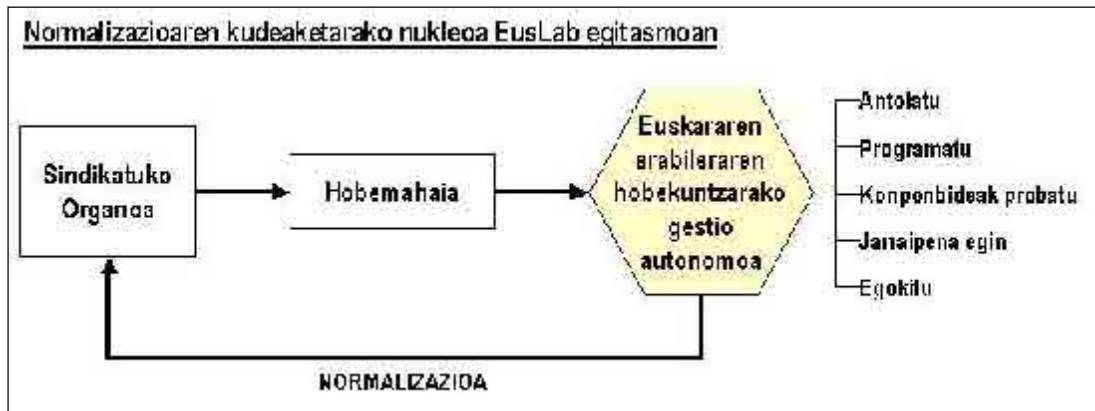 Normalizazioaren kudeaketarako nukleoa EusLab egitasmoan
Sindikatuko
Organoa
Hobemahaia
Euskararen
erabileraren
hobekuntzarako
gestio
autonomoa
Antolatu
Programatu
Konponbideak probatu
Jarraipena egin
Egokitu
NORMALIZAZIOA